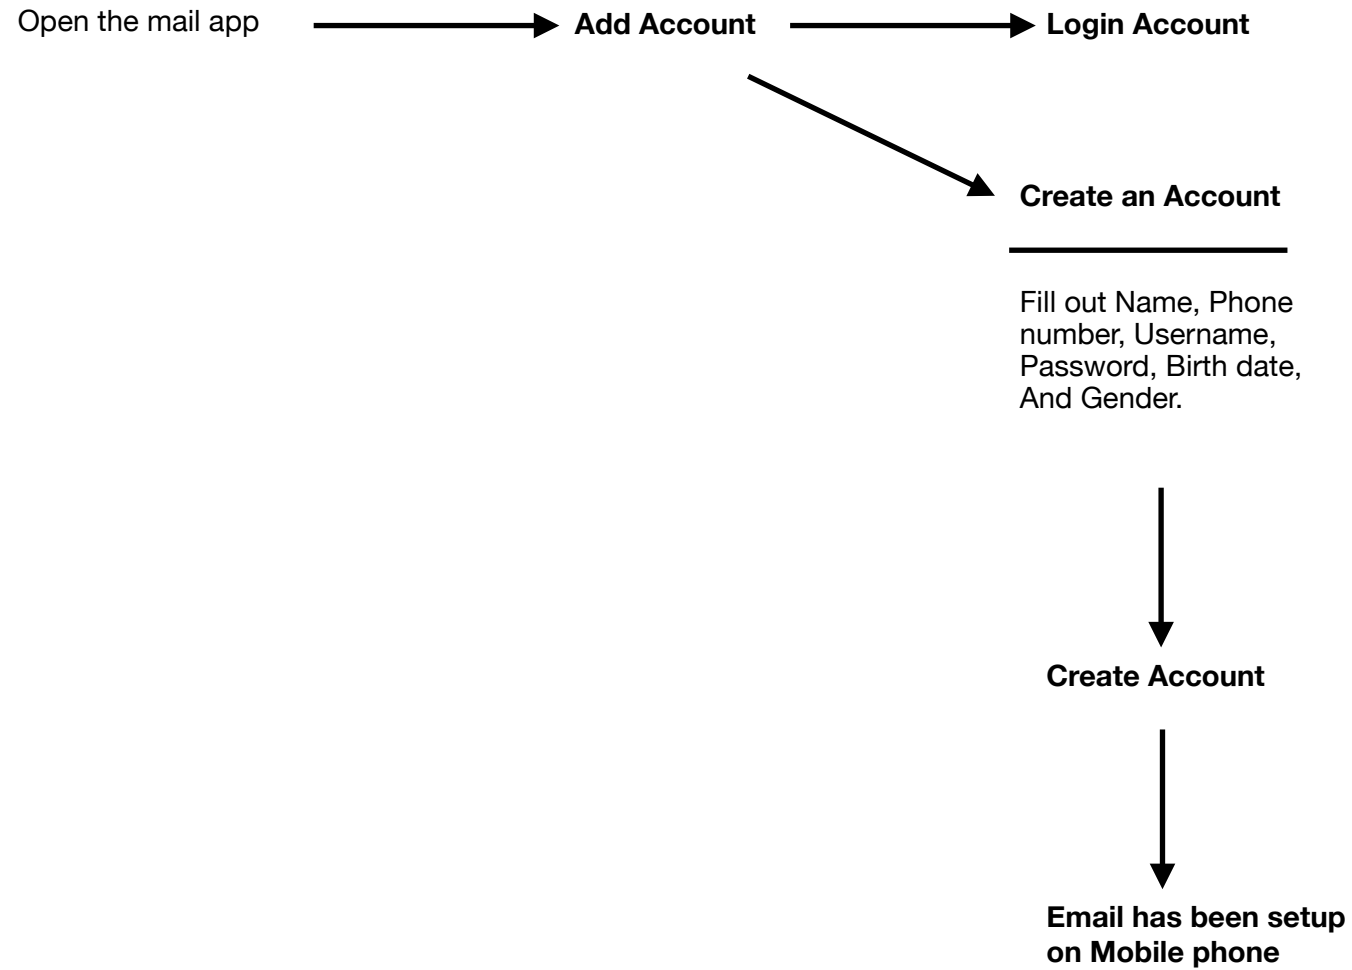 Open the mail app
Add Account
Login Account
Create an Account
Fill out Name, Phone
number, Username,
Password, Birth date,
And Gender.
Create Account
Email has been setup
on Mobile phone